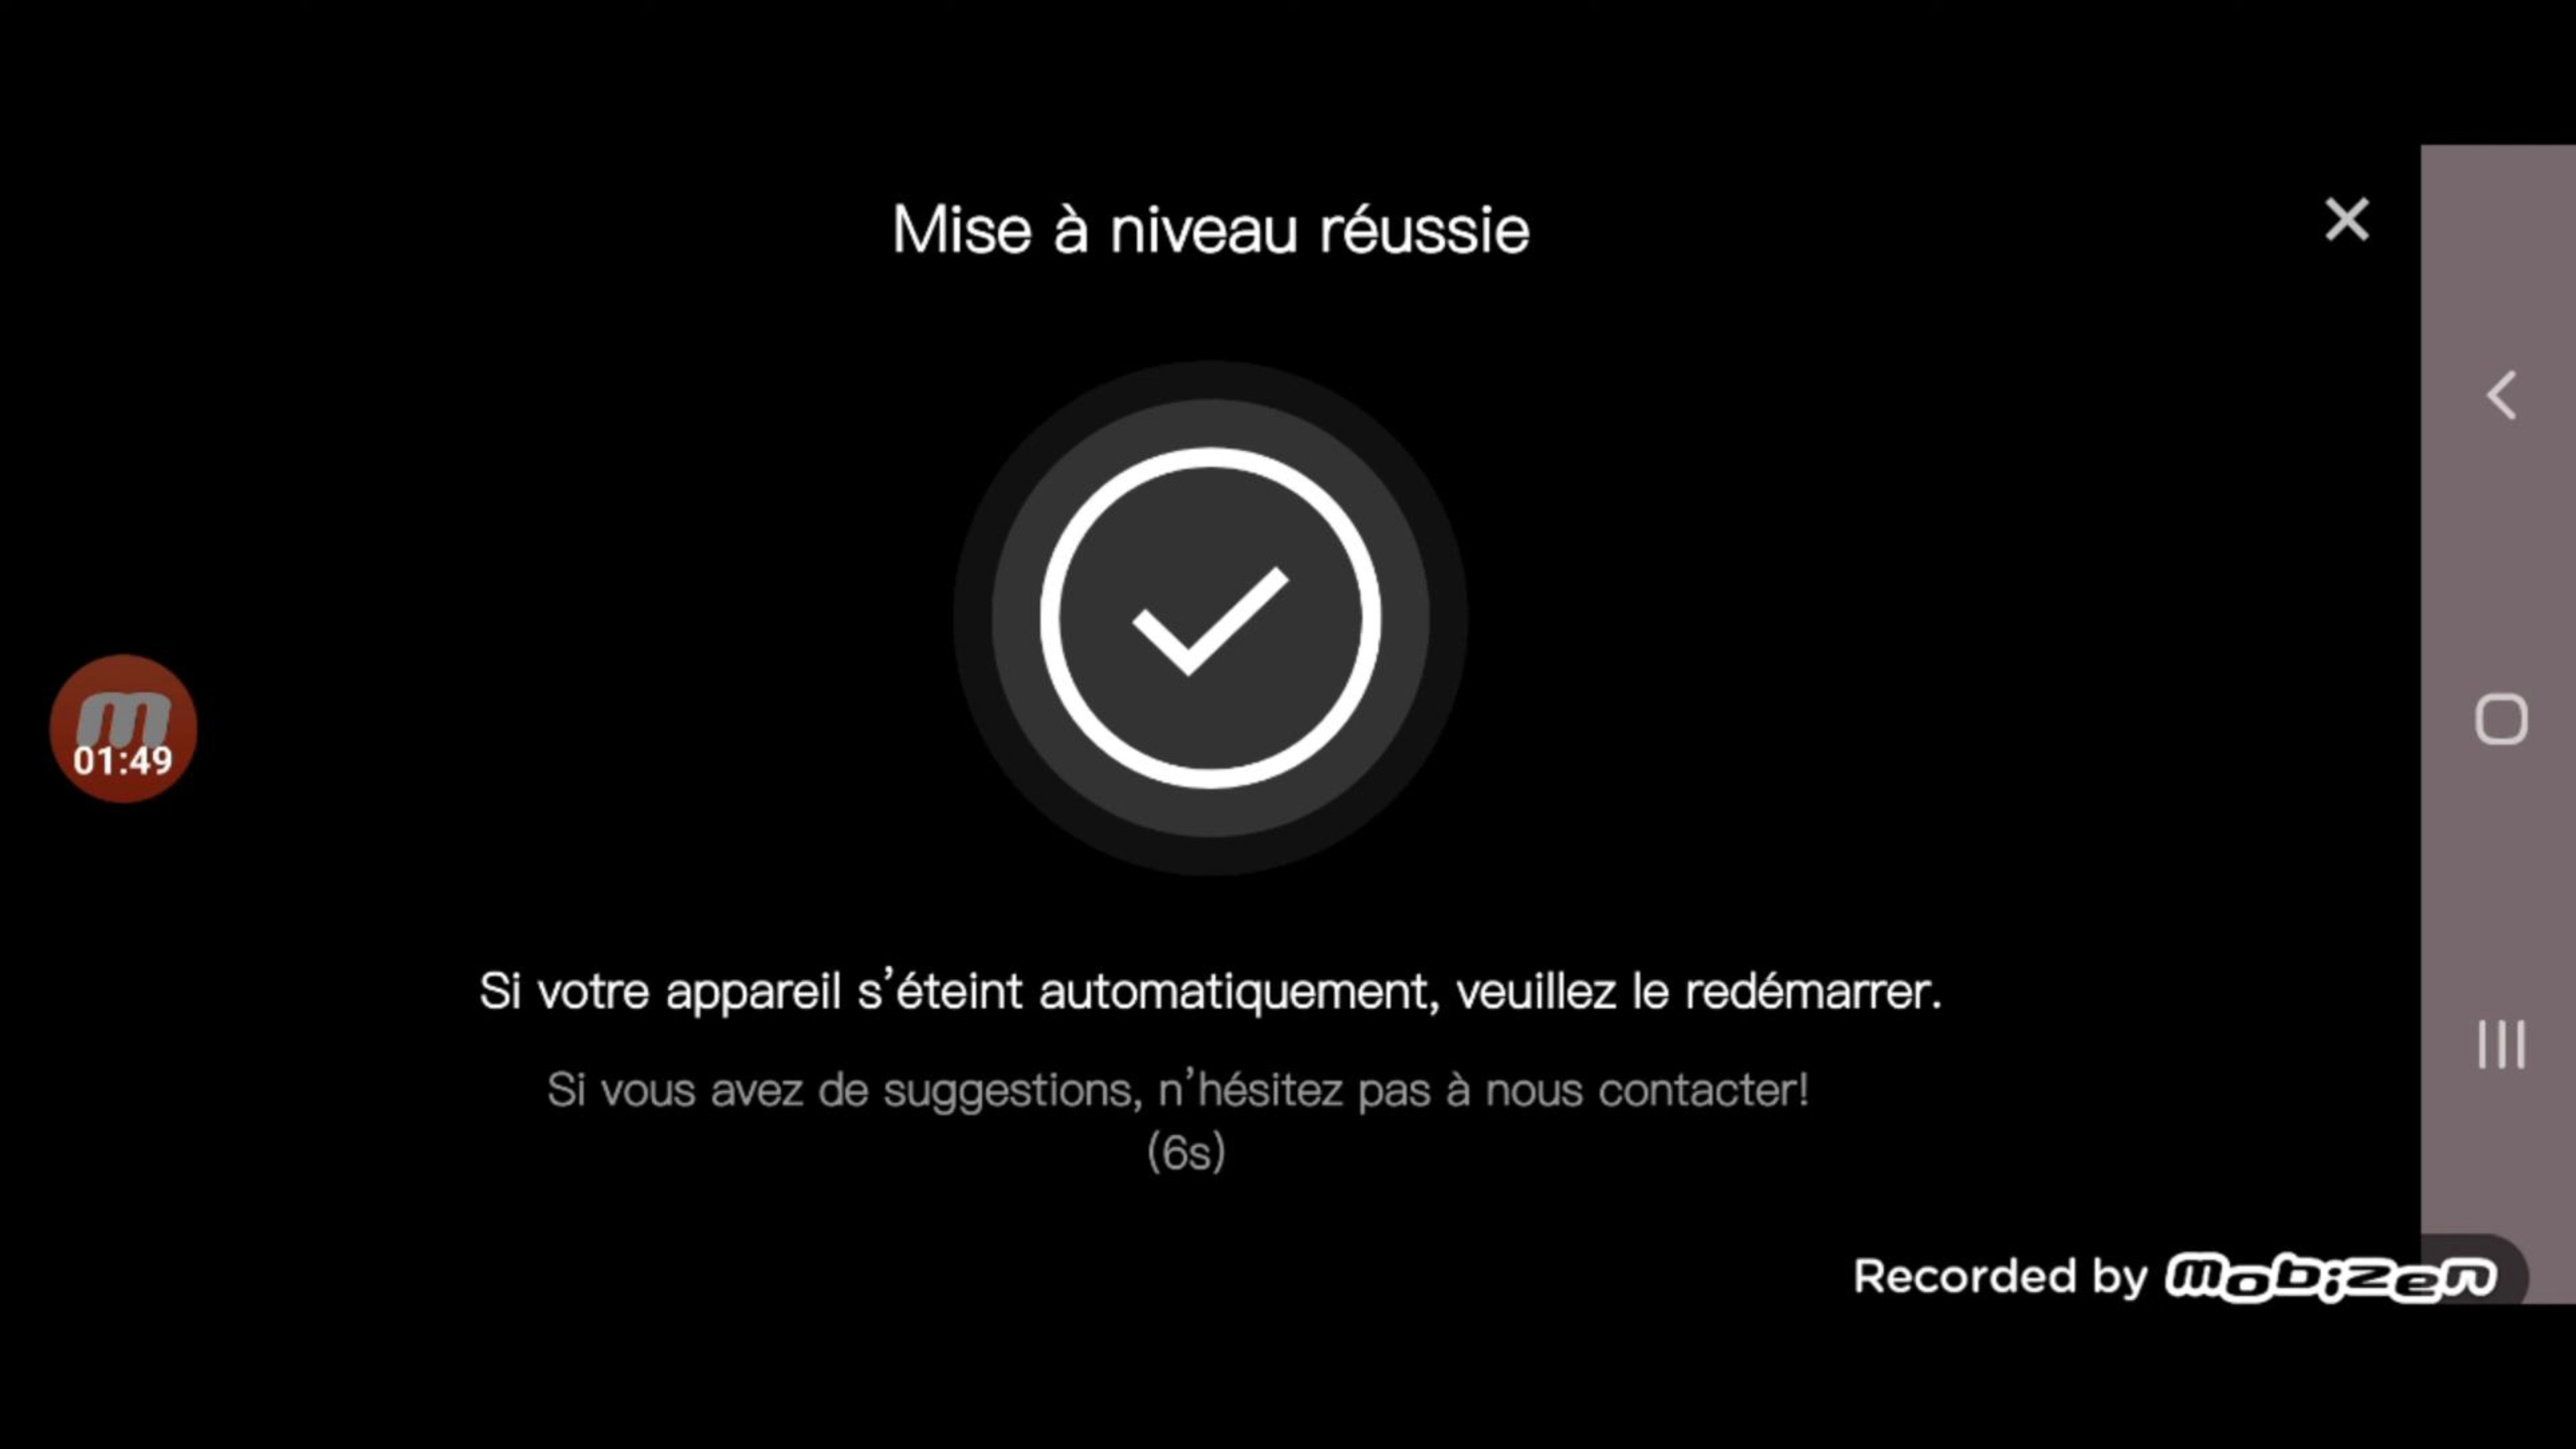 Mise à niveau réussie
m
01:49
Si votre appareil s’éteint automatiquement, veuillez le redémarrer.
Si vous avez de suggestions, n’hésitez pas à nous contacter!
(6s)
Recorded by mobizen